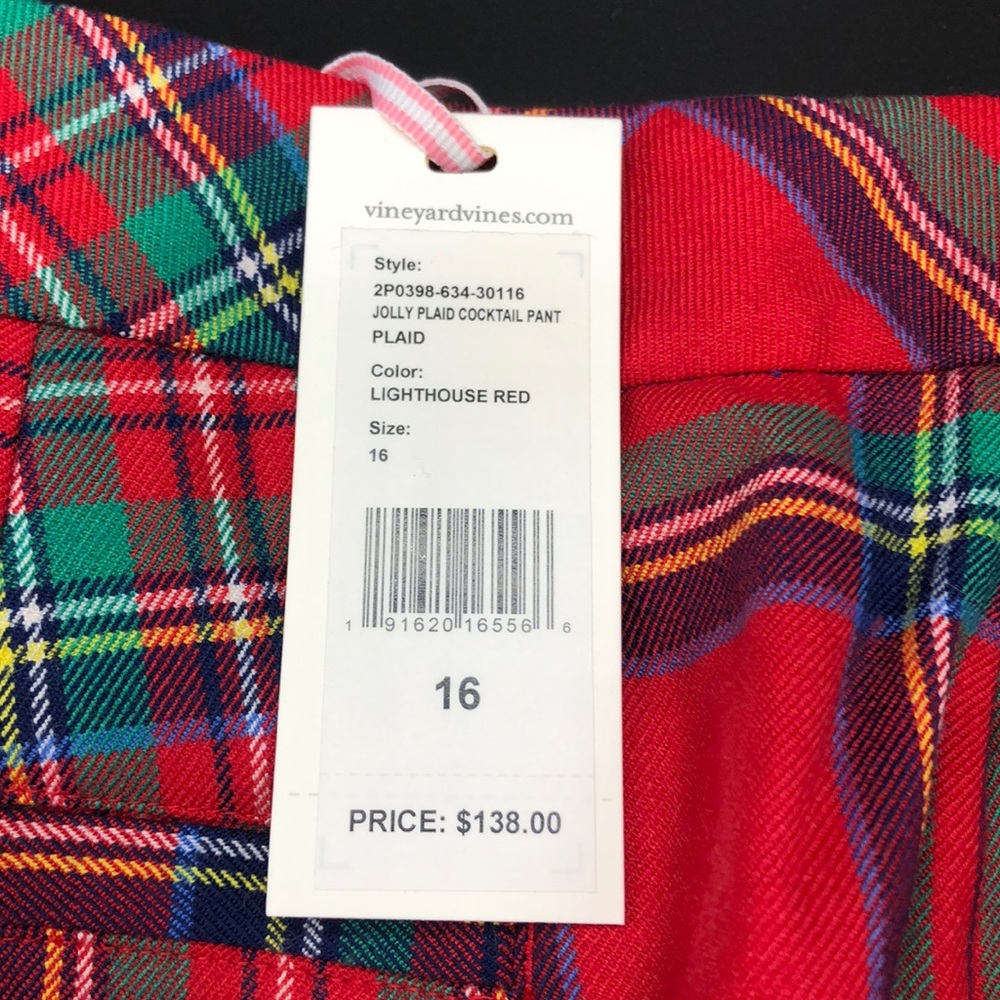 vineyardvines.com
Style:
2P0398-634-30116
JOLLY PLAID COCKTAIL PANT
PLAID
Color:
LIGHTHOUSE RED
Size:
16
1 91620 16556 6
16
PRICE: $138.00